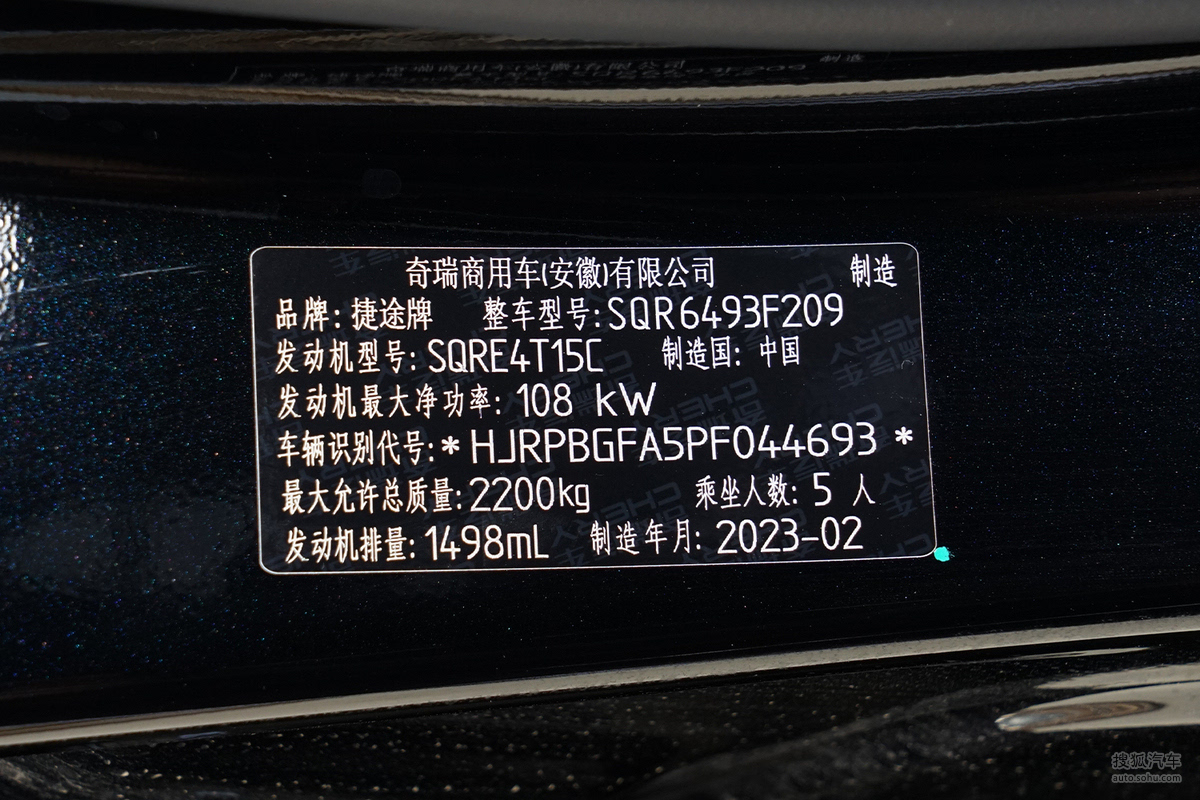 奇瑞商用车(安徽)有限公司 制造
品牌: 捷途牌 整车型号: SQR6493F209
发动机型号: SQRE4T15C 制造国: 中国
发动机最大净功率: 108 kW
车辆识别代号: * HJRPBGFA5PF044693 *
最大允许总质量: 2200kg 乘坐人数: 5 人
发动机排量: 1498mL 制造年月: 2023-02
搜狐汽车
auto.sohu.com